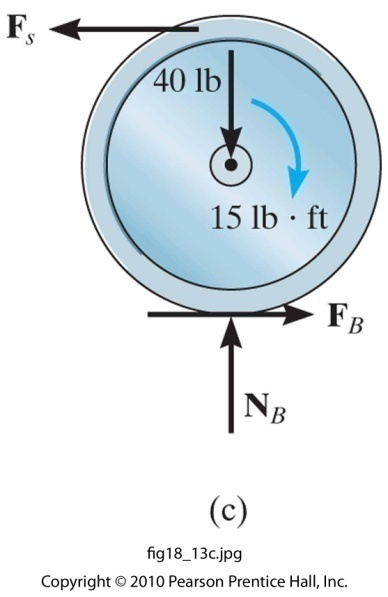 F_s
40 lb
15 lb · ft
F_B
N_B
(c)
fig18_13c.jpg
Copyright © 2010 Pearson Prentice Hall, Inc.